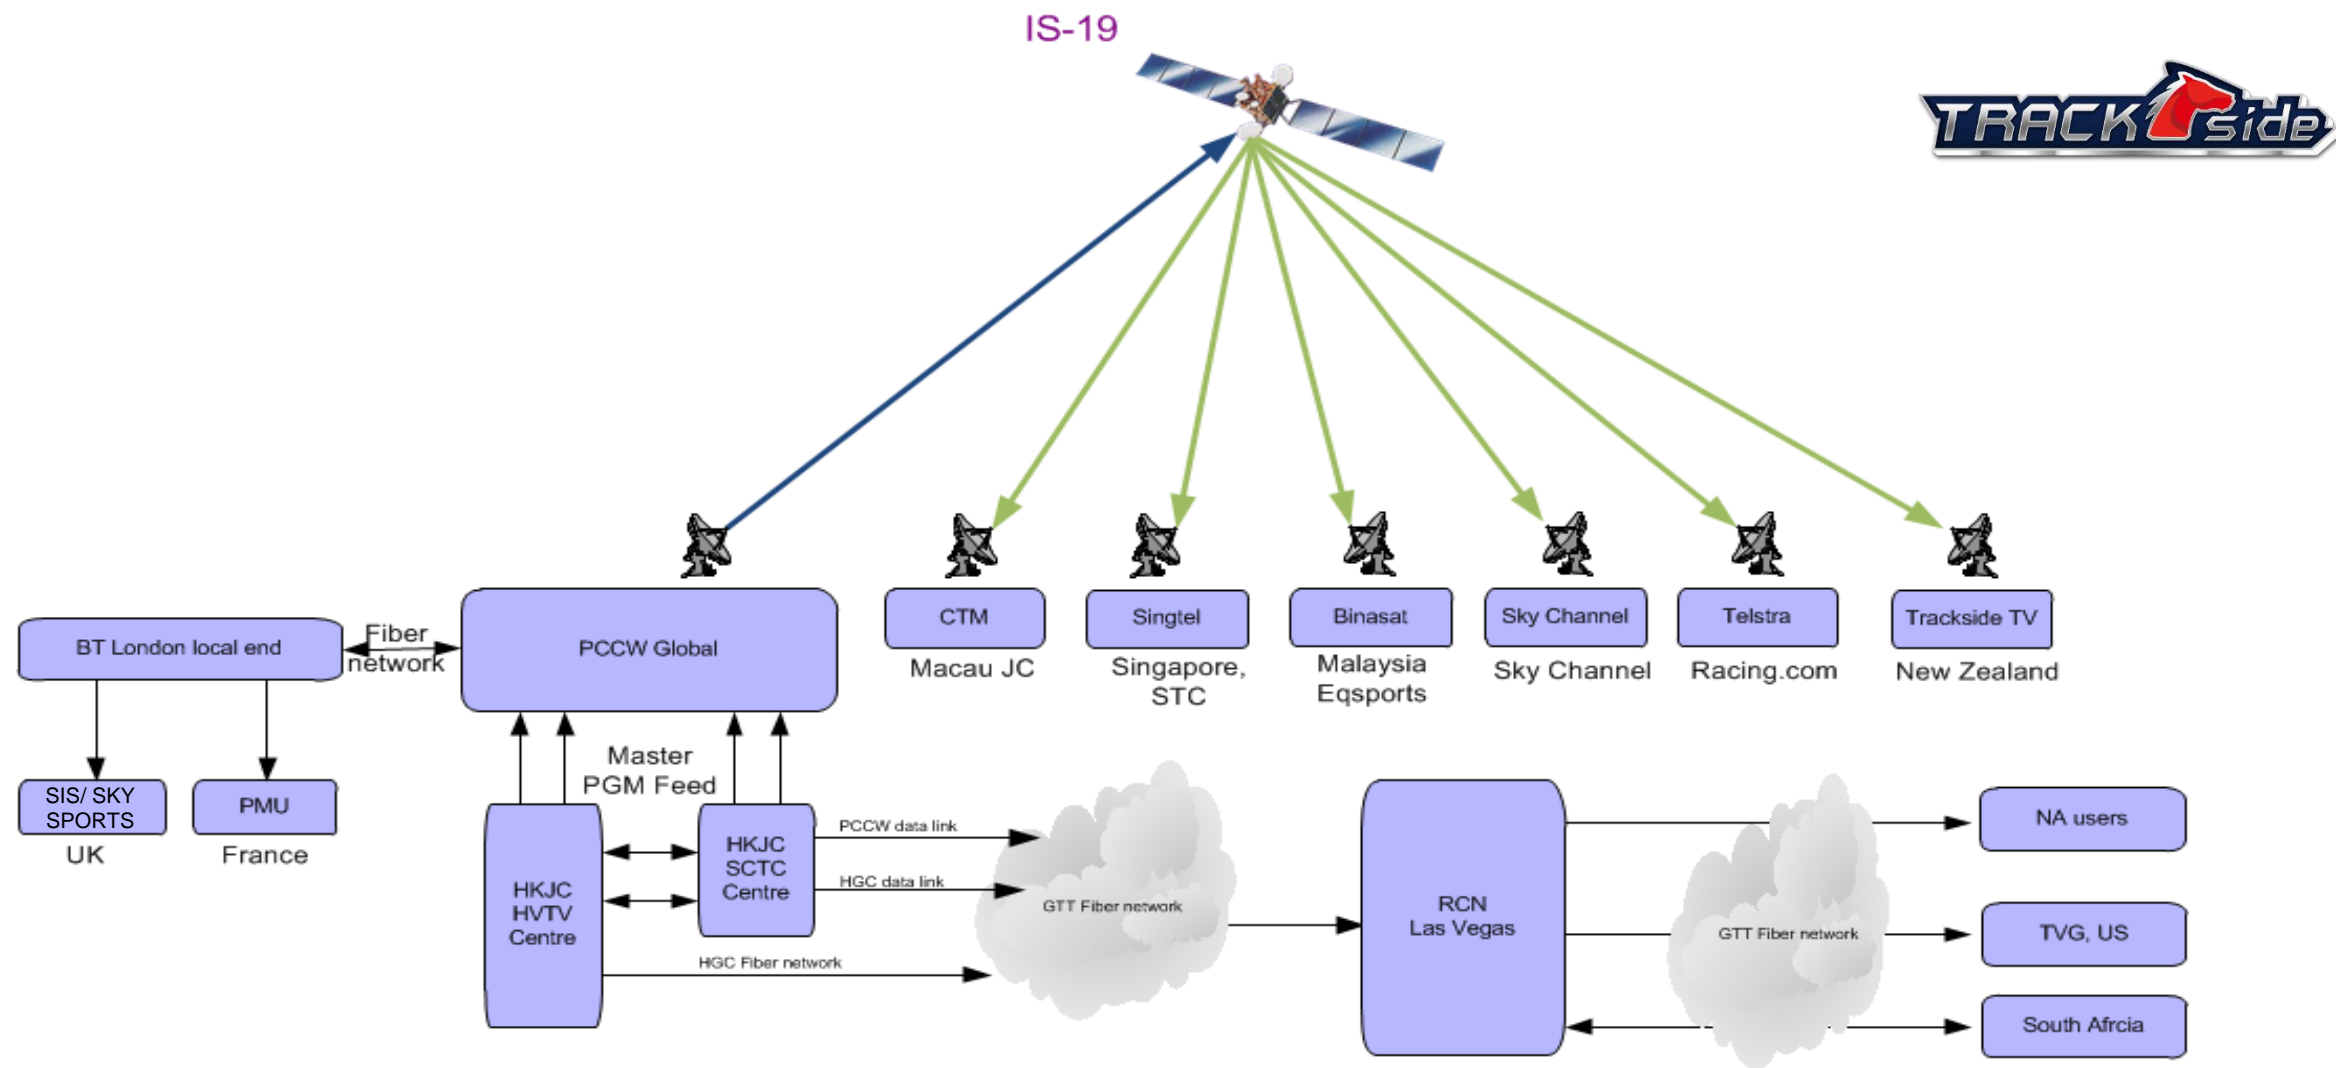 IS-19
TRACKside
CTM
Macau JC
Singtel
Singapore,
STC
Binasat
Malaysia
Eqsports
Sky Channel
Sky Channel
Telstra
Racing.com
Trackside TV
New Zealand
BT London local end
Fiber
network
PCCW Global
SIS/ SKY
SPORTS
UK
PMU
France
Master
PGM Feed
HKJC
HVTV
Centre
HKJC
SCTC
Centre
PCCW data link
HGC data link
HGC Fiber network
GTT Fiber network
RCN
Las Vegas
GTT Fiber network
NA users
TVG, US
South Afrcia